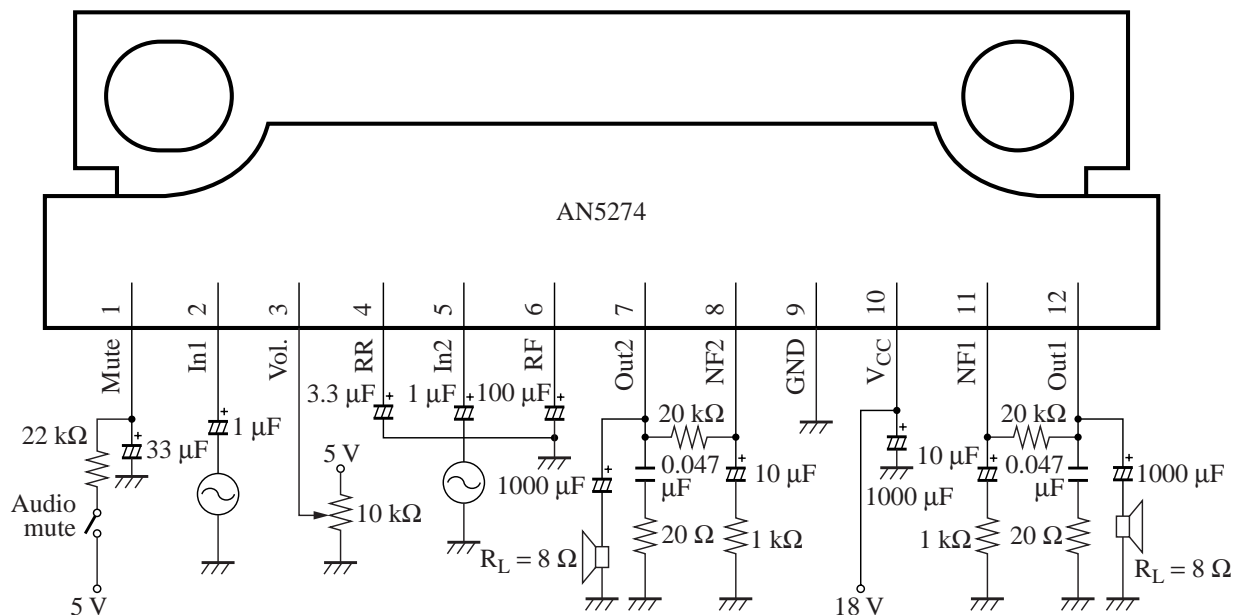 AN5274
1 2 3 4 5 6 7 8 9 10 11 12
Mute In1 Vol. RR In2 RF Out2 NF2 GND VCC NF1 Out1
3.3 µF 1 µF 100 µF
20 kΩ 20 kΩ
22 kΩ 33 µF 1 µF
5 V
1000 µF 0.047 µF 10 µF
10 µF 0.047 µF 1000 µF
1000 µF
Audio mute
10 kΩ
20 Ω 1 kΩ
1 kΩ 20 Ω
RL = 8 Ω
RL = 8 Ω
5 V
18 V